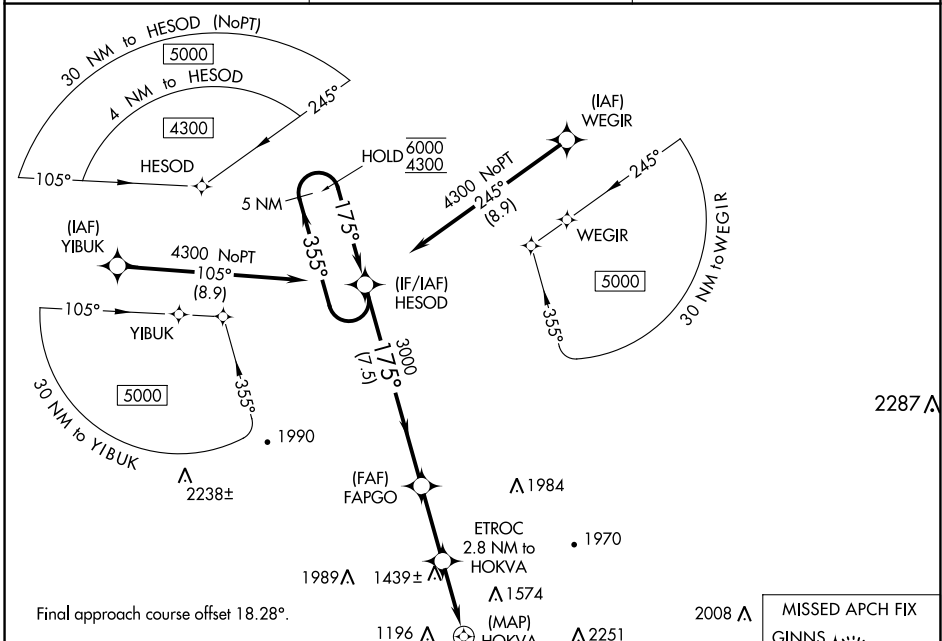 30 NM to HESOD (NoPT)
5000
4 NM to HESOD
4300
245°
HESOD
105°
HOLD 6000
4300
5 NM
175°
355°
(IAF)
WEGIR
4300 NoPT
245°
(8.9)
245°
WEGIR
5000
30 NM to WEGIR
355°
(IAF)
YIBUK
4300 NoPT
105°
(8.9)
(IF/IAF)
HESOD
105°
YIBUK
355°
5000
30 NM to YIBUK
3000
175°
(7.5)
1990
2238±
2287
(FAF)
FAPGO
1984
ETROC
2.8 NM to
HOKVA
1970
1989
1439±
1574
Final approach course offset 18.28°.
1196
(MAP)
HOKVA
2251
2008
MISSED APCH FIX
GINNS